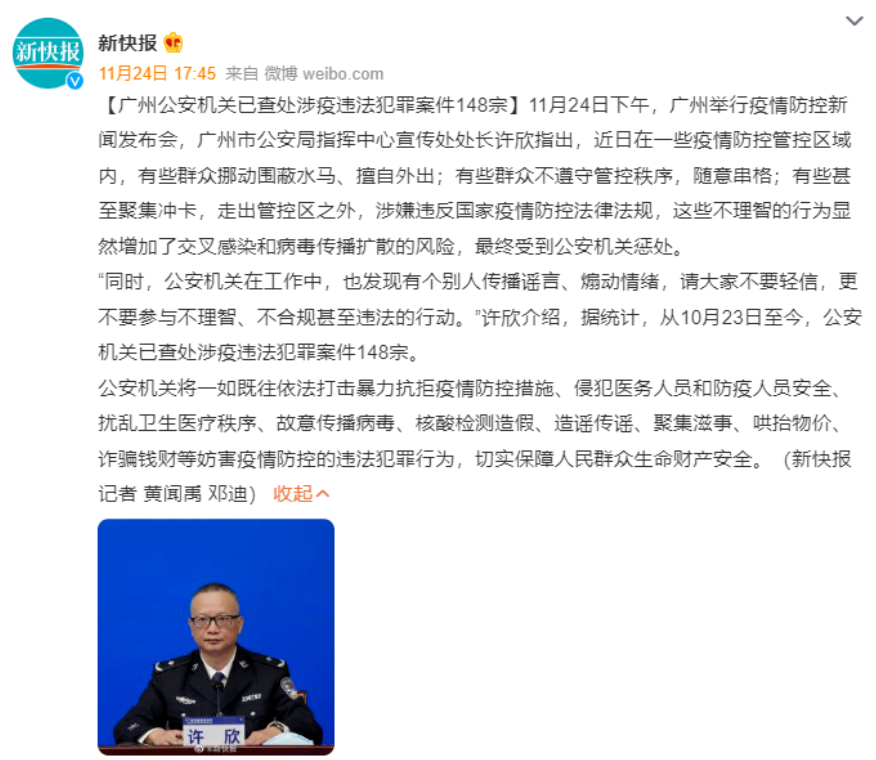 新快报
新快报
11月24日 17:45 来自 微博 weibo.com
【广州公安机关已查处涉疫违法犯罪案件148宗】11月24日下午，广州举行疫情防控新
闻发布会，广州市公安局指挥中心宣传处处长许欣指出，近日在一些疫情防控管控区域
内，有些群众挪动围蔽水马、擅自外出；有些群众不遵守管控秩序，随意串格；有些甚
至聚集冲卡，走出管控区之外，涉嫌违反国家疫情防控法律法规，这些不理智的行为显
然增加了交叉感染和病毒传播扩散的风险，最终受到公安机关惩处。
“同时，公安机关在工作中，也发现有个别人传播谣言、煽动情绪，请大家不要轻信，更
不要参与不理智、不合规甚至违法的行动。”许欣介绍，据统计，从10月23日至今，公安
机关已查处涉疫违法犯罪案件148宗。
公安机关将一如既往依法打击暴力抗拒疫情防控措施、侵犯医务人员和防疫人员安全、
扰乱卫生医疗秩序、故意传播病毒、核酸检测造假、造谣传谣、聚集滋事、哄抬物价、
诈骗钱财等妨害疫情防控的违法犯罪行为，切实保障人民群众生命财产安全。（新快报
记者 黄闻禹 邓迪） 收起
许 欣
@新快报